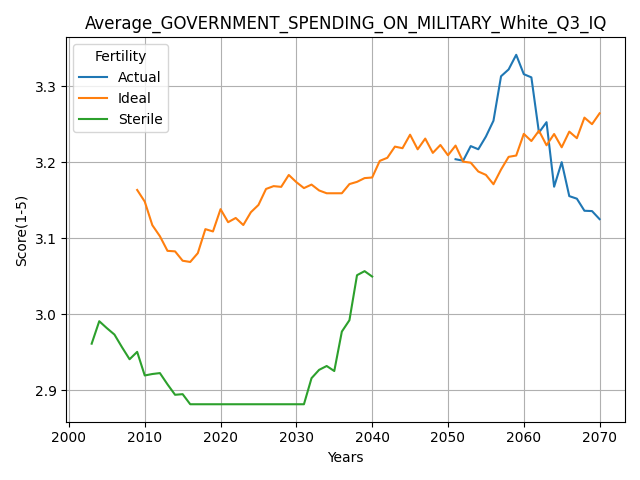 Average_GOVERNMENT_SPENDING_ON_MILITARY_White_Q3_IQ
Fertility
Actual
Ideal
Sterile
Score(1-5)
3.3
3.2
3.1
3.0
2.9
2000 2010 2020 2030 2040 2050 2060 2070
Years